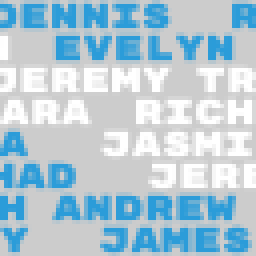 DENNIS R
EVELYN
JEREMY TR
ARA RICH
A JASMI
HAD JERE
H ANDREW
Y JAMES